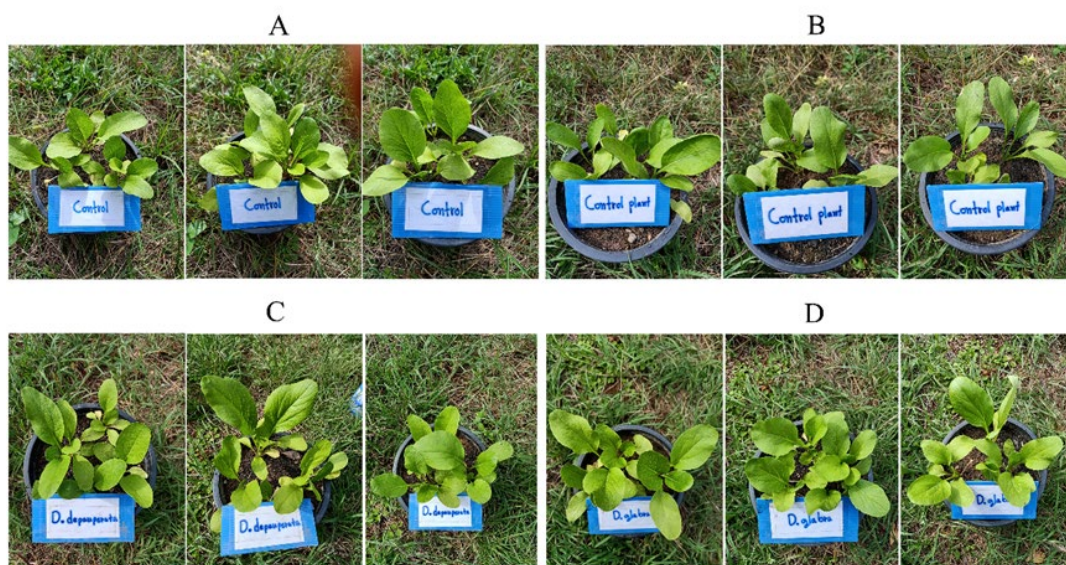 A
B
Control
Control
Control
Control plant
Control plant
Control plant
C
D
D. depauperata
D. depauperata
D. depauperata
D. glabra
D. glabra
D. glabra